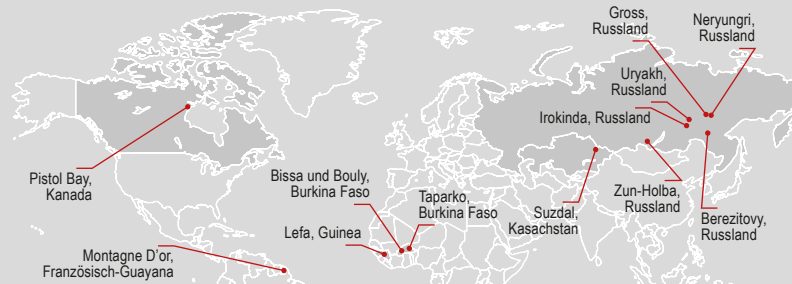 Gross,
Russland
Neryungri,
Russland
Uryakh,
Russland
Irokinda, Russland
Pistol Bay,
Kanada
Bissa und Bouly,
Burkina Faso
Taparko,
Burkina Faso
Suzdal,
Kasachstan
Zun-Holba,
Russland
Berezitovy,
Russland
Lefa, Guinea
Montagne D'or,
Französisch-Guayana